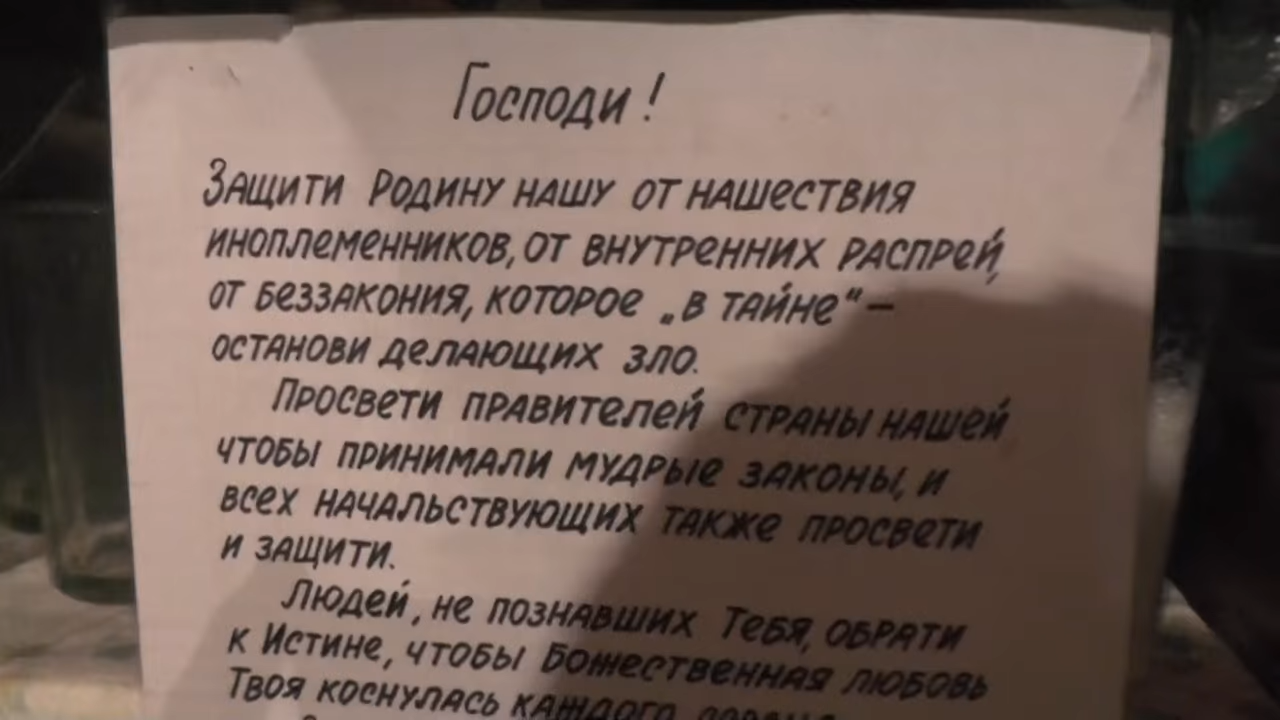 Господи!
Защити Родину нашу от нашествия
иноплеменников, от внутренних распрей,
от беззакония, которое „в тайне“ –
останови делающих зло.
Просвети правителей страны нашей
чтобы принимали мудрые законы, и
всех начальствующих также просвети
и защити.
Людей, не познавших Тебя, обрати
к Истине, чтобы Божественная любовь
Твоя коснулась каждого